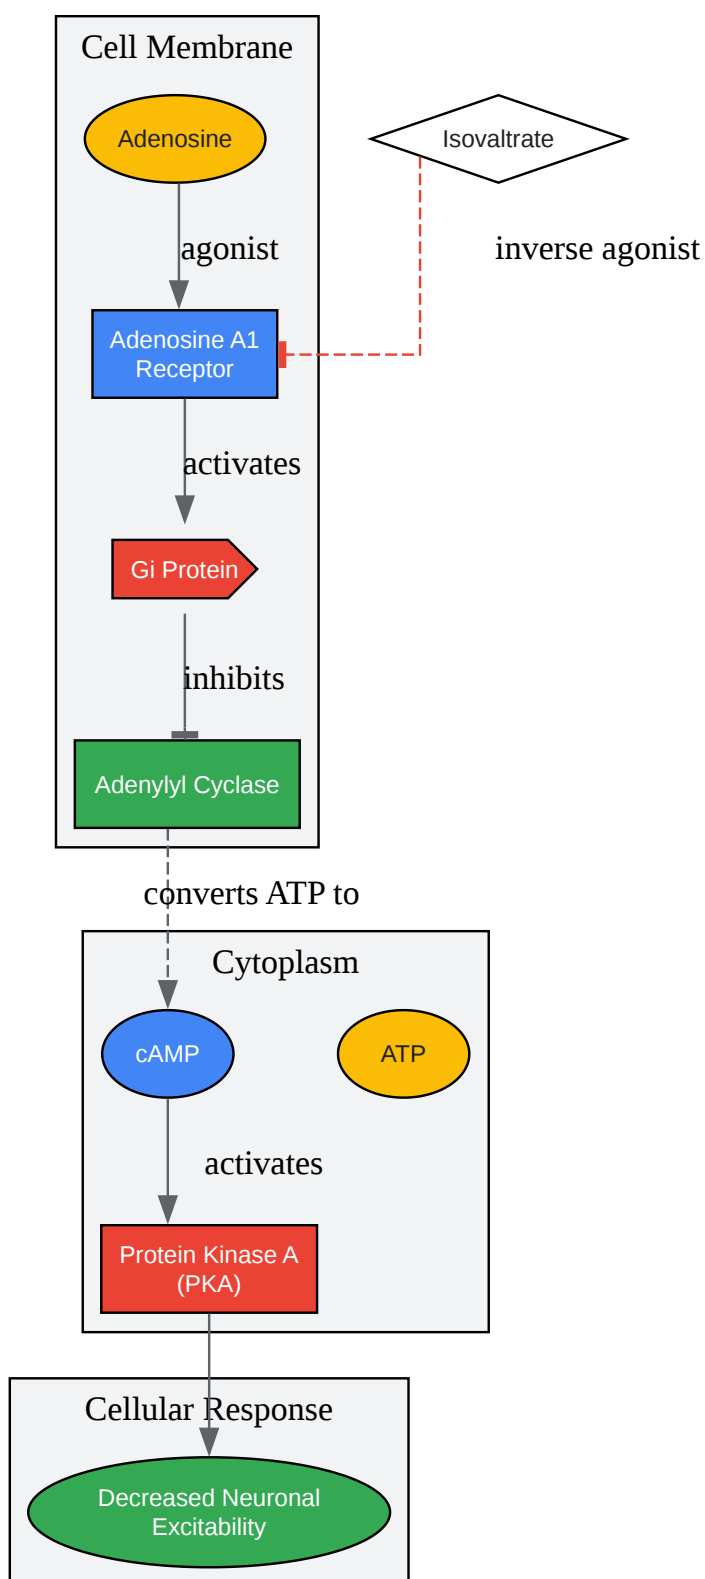 Cell Membrane
Adenosine
Isovaltrate
agonist
inverse agonist
Adenosine A1
Receptor
activates
Gi Protein
inhibits
Adenylyl Cyclase
converts ATP to
Cytoplasm
cAMP
ATP
activates
Protein Kinase A
(PKA)
Cellular Response
Decreased Neuronal
Excitability